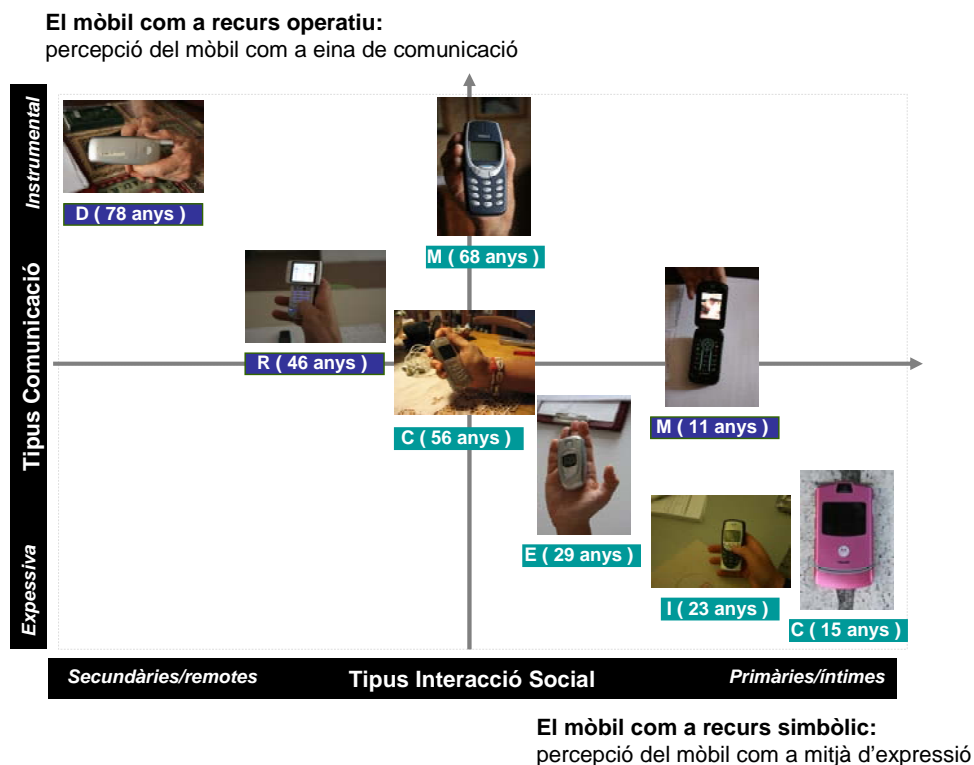 El mòbil com a recurs operatiu:
percepció del mòbil com a eina de comunicació
Instrumental
Tipus Comunicació
Expessiva
D ( 78 anys )
M ( 68 anys )
R ( 46 anys )
C ( 56 anys )
M ( 11 anys )
E ( 29 anys )
I ( 23 anys )
C ( 15 anys )
Secundàries/remotes
Tipus Interacció Social
Primàries/íntimes
El mòbil com a recurs simbòlic:
percepció del mòbil com a mitjà d'expressió